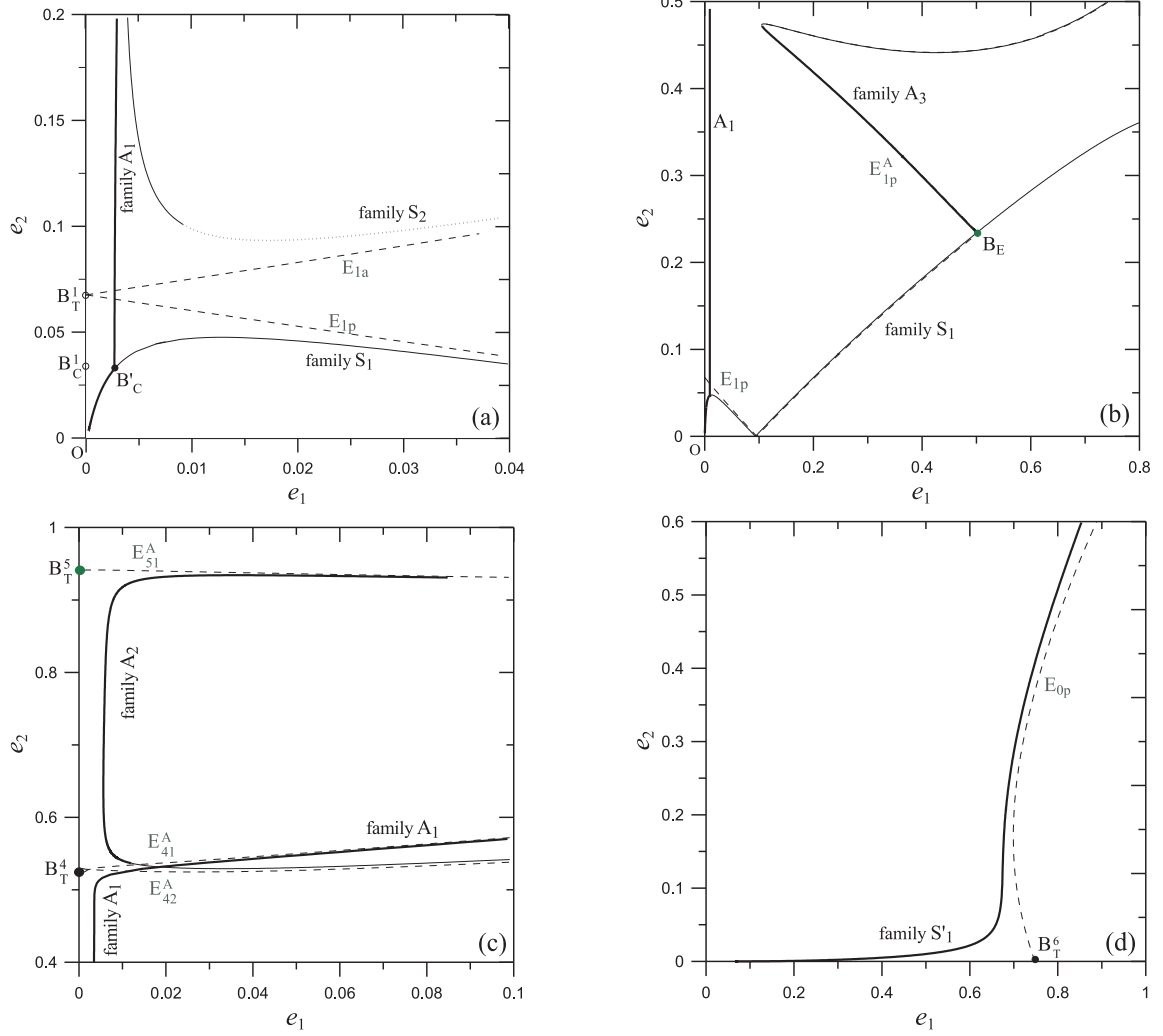 0.2
0.15
0.1
0.05
0
e2
B1T
B1C
O
family A1
family S2
E1a
E1p
family S1
B'C
(a)
0
0.01
0.02
0.03
0.04
e1
0.5
0.4
0.3
0.2
0.1
0
e2
O
A1
family A3
EA1p
BE
family S1
E1p
(b)
0
0.2
0.4
0.6
0.8
e1
1
0.8
0.6
0.4
e2
B5T
EA51
family A2
family A1
EA41
B4T
EA42
family A1
(c)
0
0.02
0.04
0.06
0.08
0.1
e1
0.6
0.5
0.4
0.3
0.2
0.1
0
e2
E0p
family S'1
B6T
(d)
0
0.2
0.4
0.6
0.8
1
e1